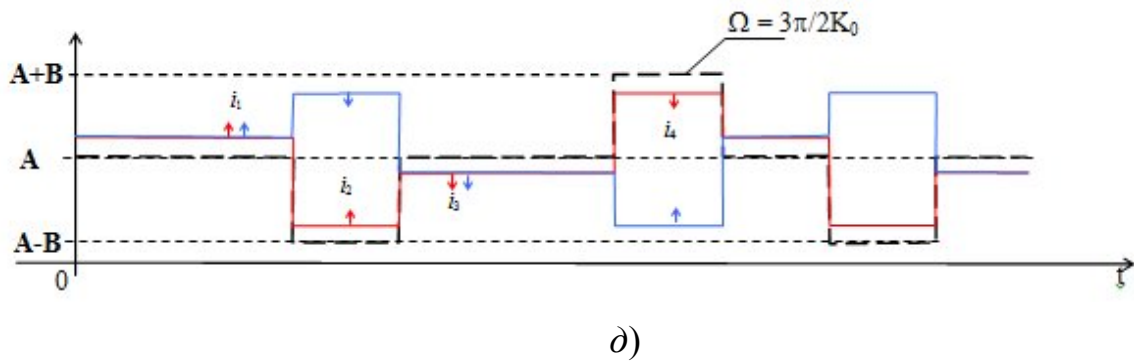 Ω = 3π/2K₀
A+B
i₁
i₄
A
i₂
i₃
A-B
0
t
д)